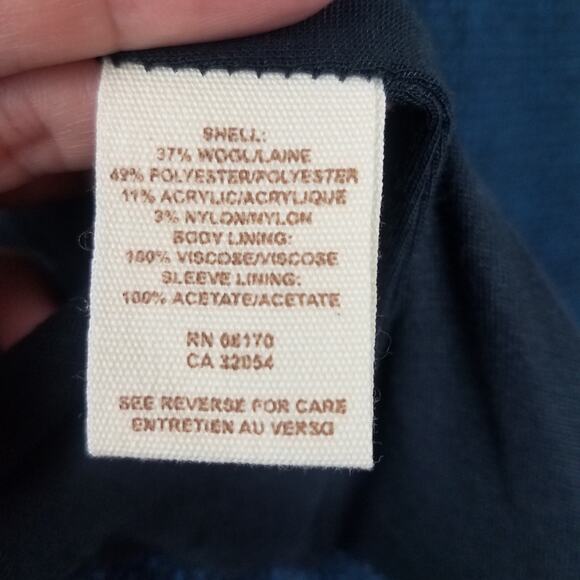 SHELL:
37% WOOL/LAINE
49% POLYESTER/POLYESTER
11% ACRYLIC/ACRYLIQUE
3% NYLON/NYLON
BODY LINING:
100% VISCOSE/VISCOSE
SLEEVE LINING:
100% ACETATE/ACETATE
RN 66170
CA 32054
SEE REVERSE FOR CARE
ENTRETIEN AU VERSO